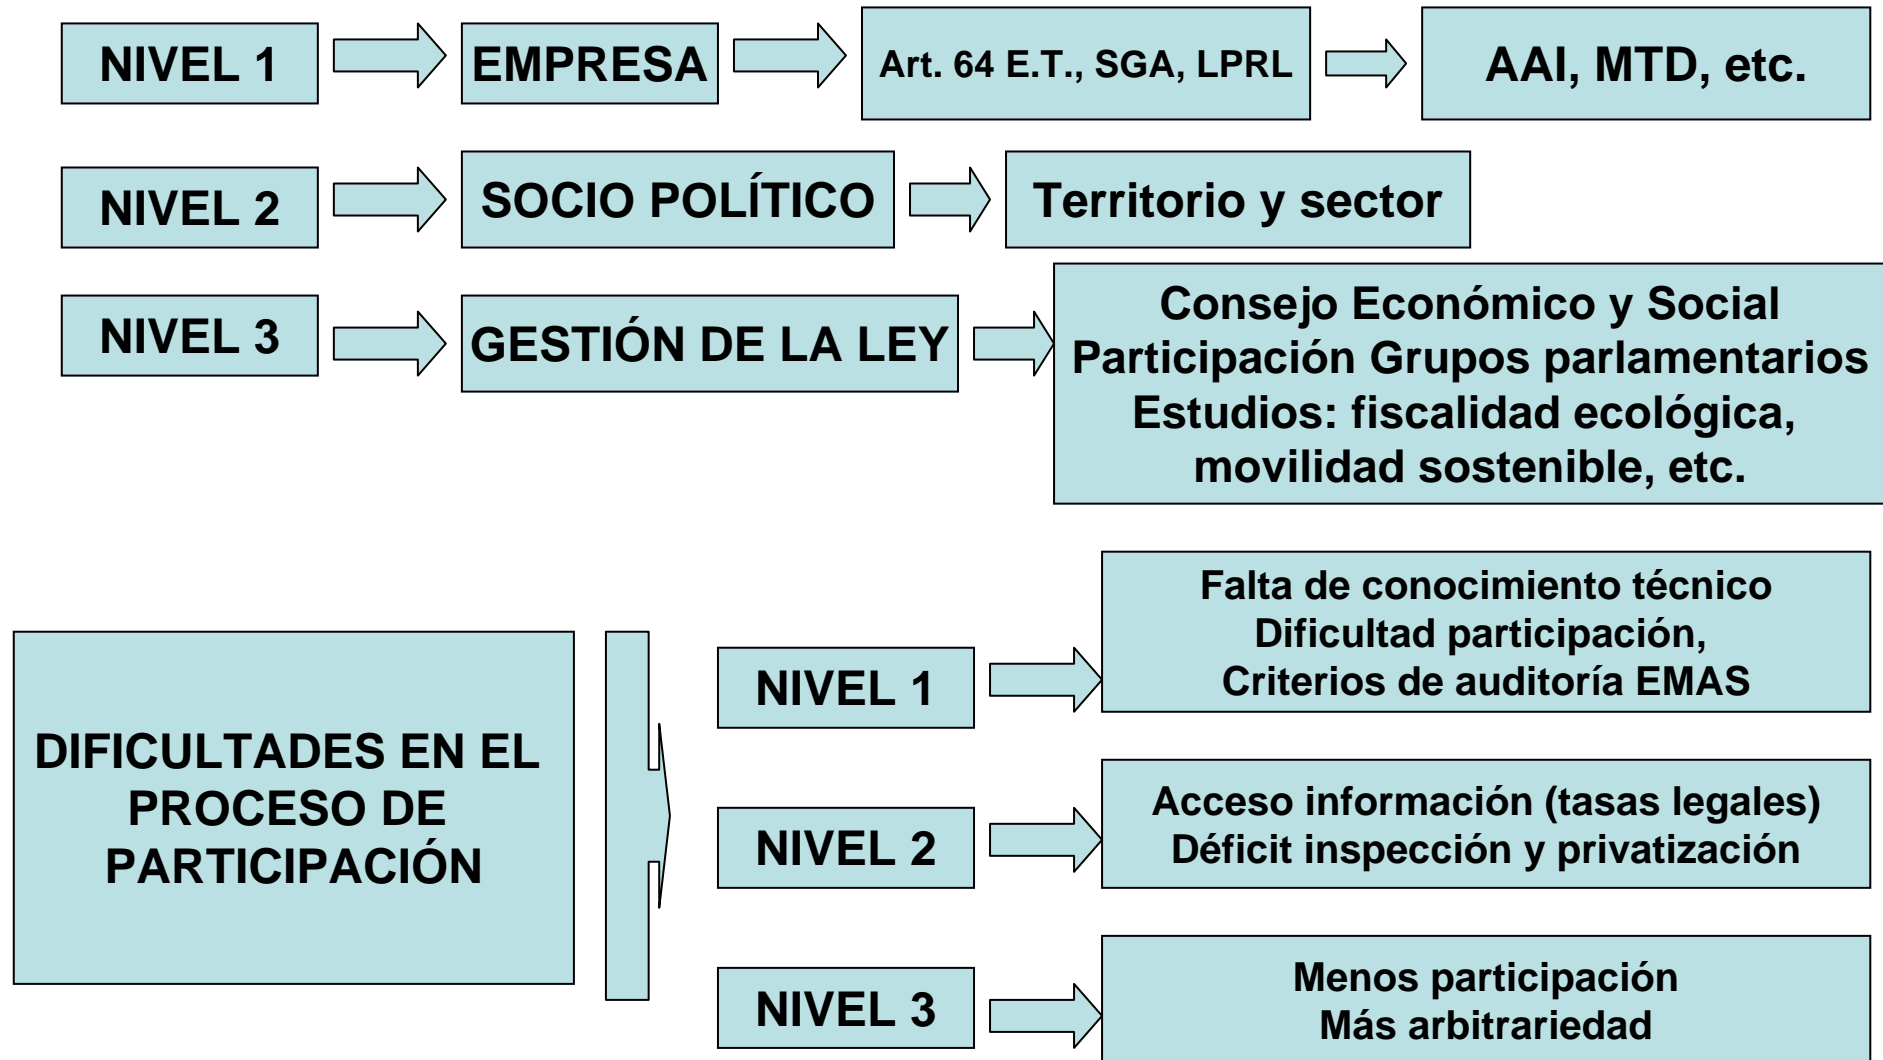 NIVEL 1
EMPRESA
Art. 64 E.T., SGA, LPRL
AAI, MTD, etc.
NIVEL 2
SOCIO POLÍTICO
Territorio y sector
NIVEL 3
GESTIÓN DE LA LEY
Consejo Económico y Social
Participación Grupos parlamentarios
Estudios: fiscalidad ecológica,
movilidad sostenible, etc.
DIFICULTADES EN EL
PROCESO DE
PARTICIPACIÓN
NIVEL 1
Falta de conocimiento técnico
Dificultad participación,
Criterios de auditoría EMAS
NIVEL 2
Acceso información (tasas legales)
Déficit inspección y privatización
NIVEL 3
Menos participación
Más arbitrariedad